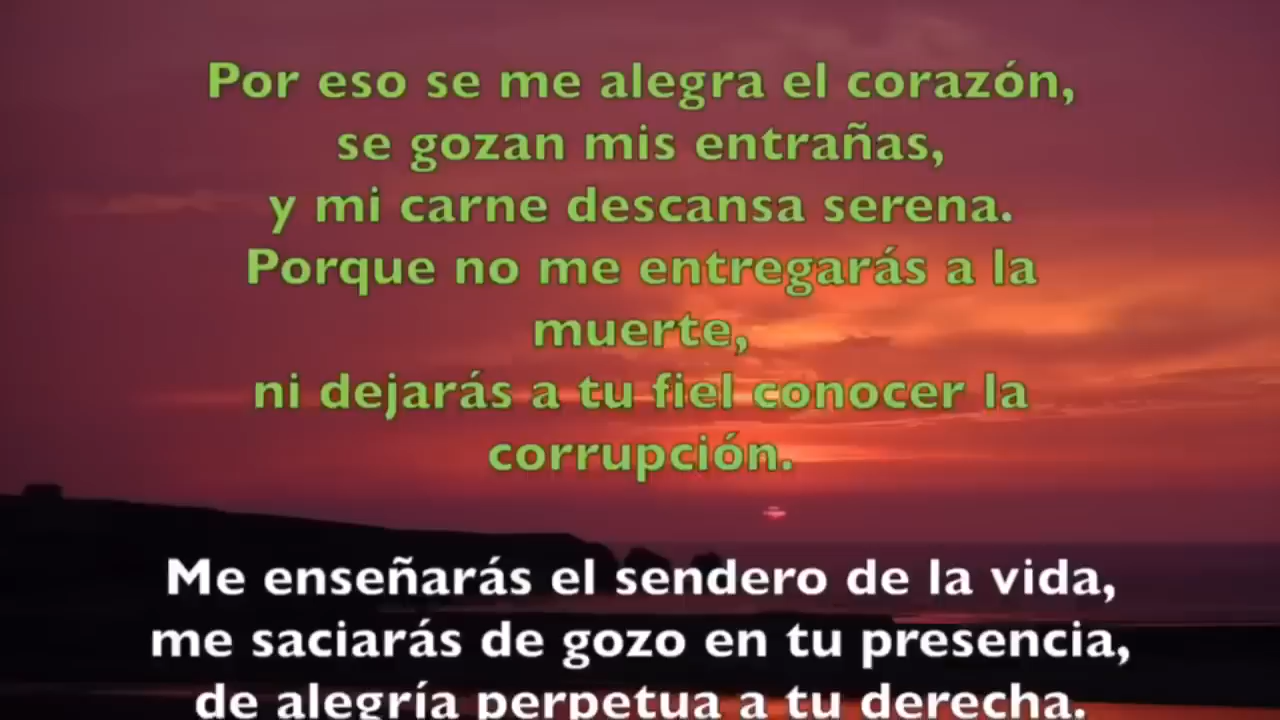 Por eso se me alegra el corazón,
se gozan mis entrañas,
y mi carne descansa serena.
Porque no me entregarás a la
muerte,
ni dejarás a tu fiel conocer la
corrupción.
Me enseñarás el sendero de la vida,
me saciarás de gozo en tu presencia,
de alegría perpetua a tu derecha.